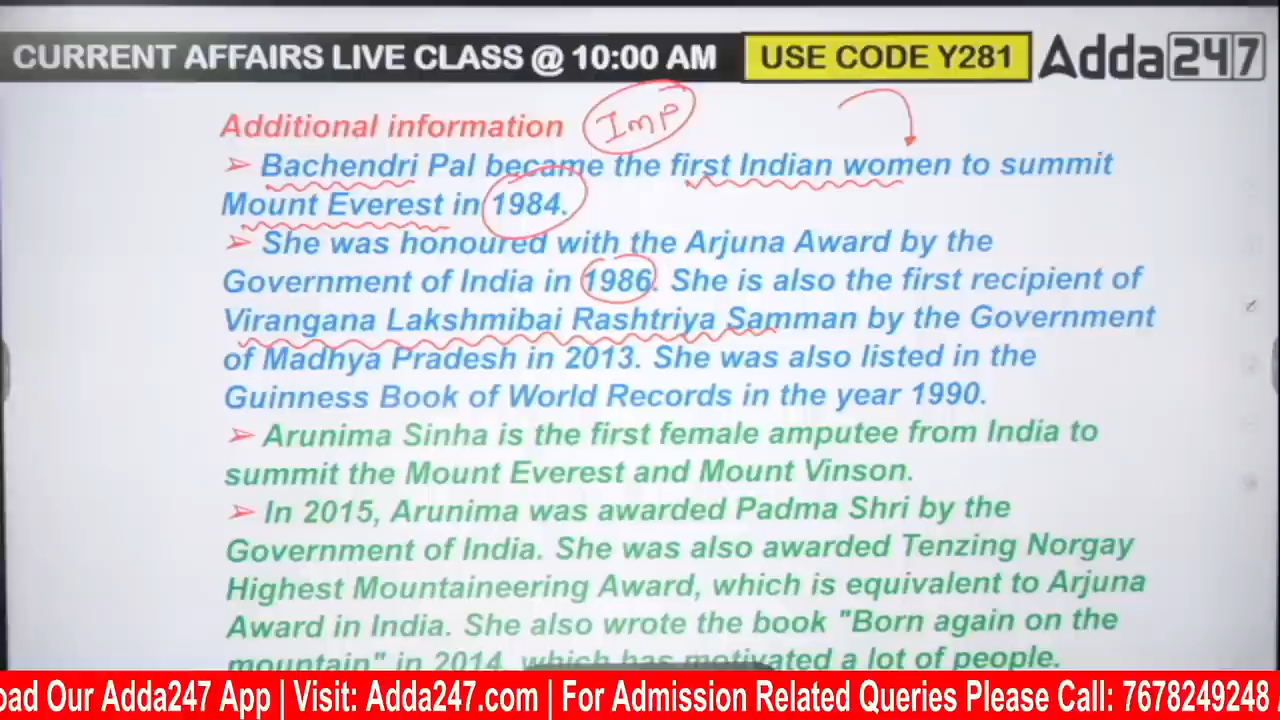 CURRENT AFFAIRS LIVE CLASS @ 10:00 AM
USE CODE Y281
Adda247
Additional information Imp
➢ Bachendri Pal became the first Indian women to summit
Mount Everest in 1984.
➢ She was honoured with the Arjuna Award by the
Government of India in 1986. She is also the first recipient of
Virangana Lakshmibai Rashtriya Samman by the Government
of Madhya Pradesh in 2013. She was also listed in the
Guinness Book of World Records in the year 1990.
➢ Arunima Sinha is the first female amputee from India to
summit the Mount Everest and Mount Vinson.
➢ In 2015, Arunima was awarded Padma Shri by the
Government of India. She was also awarded Tenzing Norgay
Highest Mountaineering Award, which is equivalent to Arjuna
Award in India. She also wrote the book "Born again on the
mountain" in 2014, which has motivated a lot of people.
oad Our Adda247 App | Visit: Adda247.com | For Admission Related Queries Please Call: 7678249248